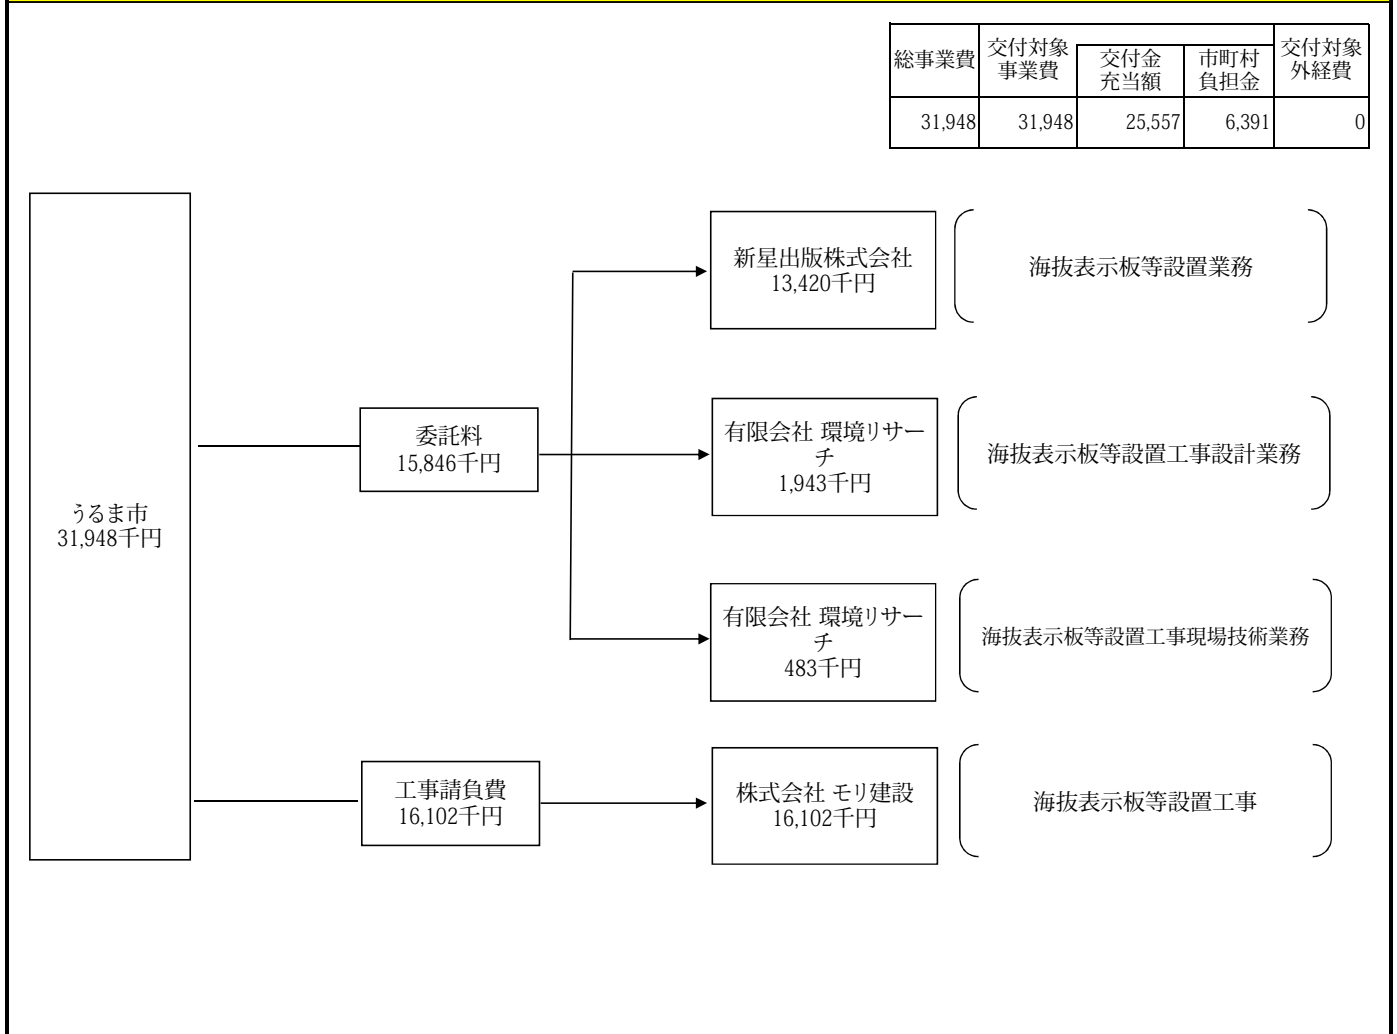 総事業費
交付対象
事業費
交付金
充当額
市町村
負担金
交付対象
外経費
31,948
31,948
25,557
6,391
0
うるま市
31,948千円
委託料
15,846千円
新星出版株式会社
13,420千円
海抜表示板等設置業務
有限会社 環境リサー
チ
1,943千円
海抜表示板等設置工事設計業務
有限会社 環境リサー
チ
483千円
海抜表示板等設置工事現場技術業務
工事請負費
16,102千円
株式会社 モリ建設
16,102千円
海抜表示板等設置工事